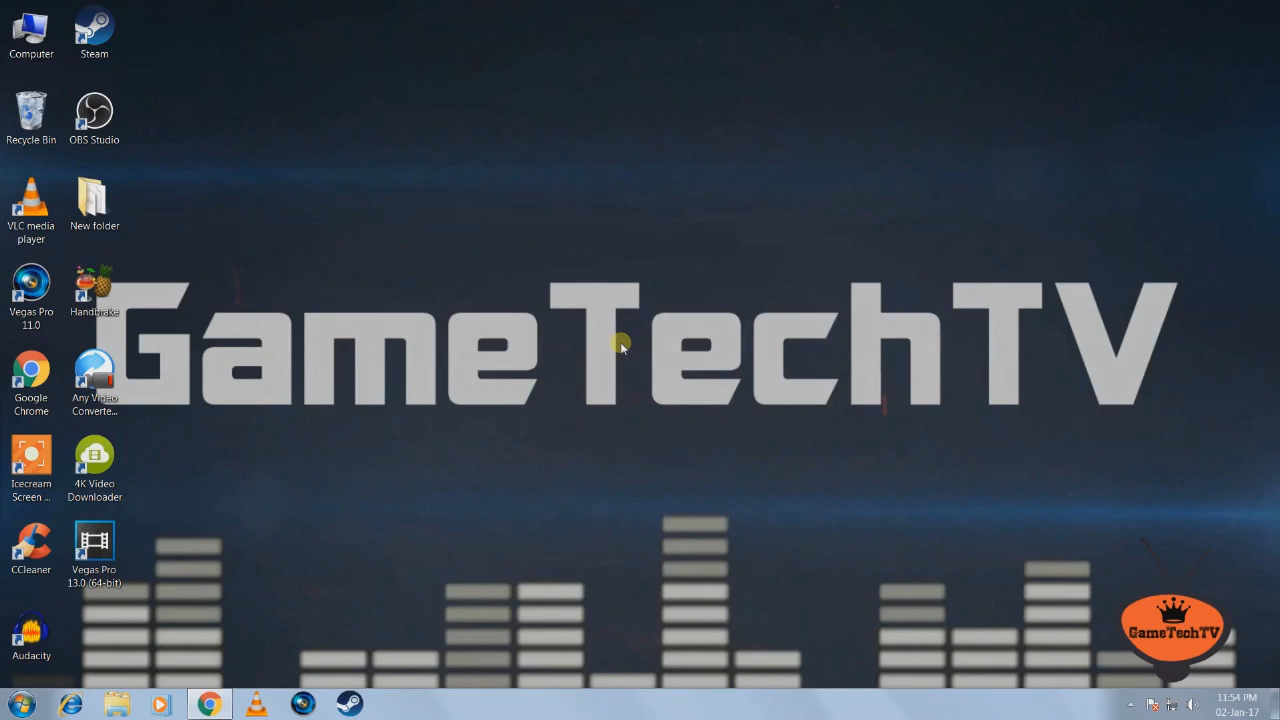 Computer
Steam
Recycle Bin
OBS Studio
VLC media
player
New folder
Vegas Pro
11.0
Handbrake
GameTechTV
Google
Chrome
Any Video
Converte...
Icecream
Screen ...
4K Video
Downloader
CCleaner
Vegas Pro
13.0 (64-bit)
Audacity
GameTechTV
11:54 PM
02-Jan-17